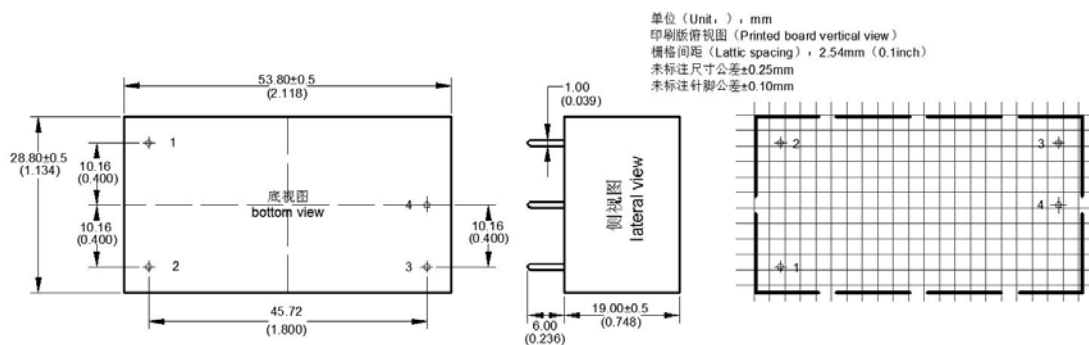 单位（Unit，）：mm
印刷版俯视图（Printed board vertical view）
栅格间距（Lattic spacing）：2.54mm（0.1inch）
未标注尺寸公差±0.25mm
未标注针脚公差±0.10mm
53.80±0.5
(2.118)
28.80±0.5
(1.134)
10.16
(0.400)
10.16
(0.400)
1
2
底视图
bottom view
4
3
10.16
(0.400)
45.72
(1.800)
1.00
(0.039)
侧视图
lateral view
6.00
(0.236)
19.00±0.5
(0.748)
2
3
4
1